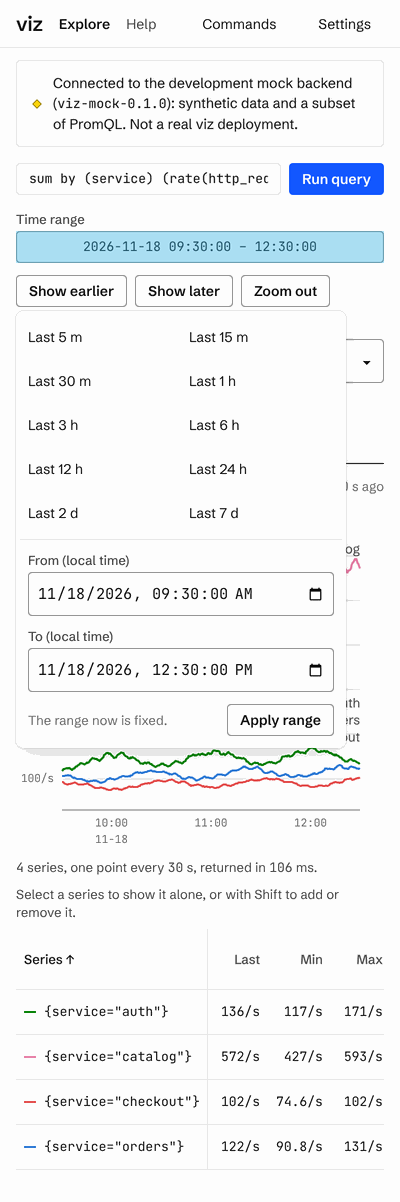 viz Explore Help Commands Settings
Connected to the development mock backend
(viz-mock-0.1.0): synthetic data and a subset
of PromQL. Not a real viz deployment.
sum by (service) (rate(http_rec Run query
Time range
2026-11-18 09:30:00 – 12:30:00
Show earlier Show later Zoom out
Last 5 m Last 15 m
Last 30 m Last 1 h
Last 3 h Last 6 h
Last 12 h Last 24 h
s ago
Last 2 d Last 7 d
og
From (local time)
11/18/2026, 09:30:00 AM
To (local time)
11/18/2026, 12:30:00 PM
uth
ers
out
The range now is fixed. Apply range
100/s
10:00 11:00 12:00
11-18
4 series, one point every 30 s, returned in 106 ms.
Select a series to show it alone, or with Shift to add or
remove it.
Series ↑ Last Min Max
{service="auth"} 136/s 117/s 171/s
{service="catalog"} 572/s 427/s 593/s
{service="checkout"} 102/s 74.6/s 102/s
{service="orders"} 122/s 90.8/s 131/s